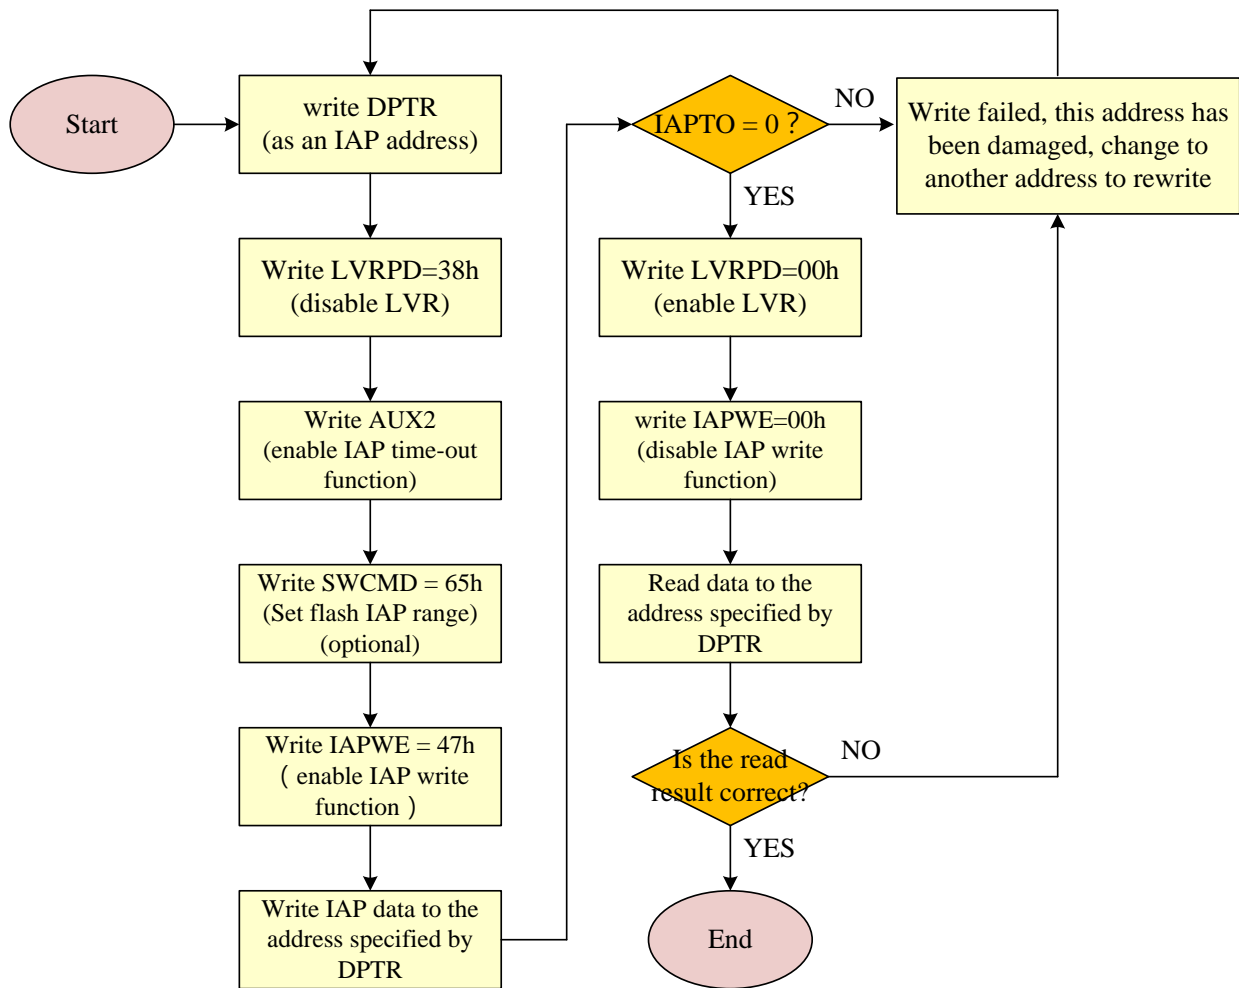 Start
write DPTR
(as an IAP address)
Write LVRPD=38h
(disable LVR)
Write AUX2
(enable IAP time-out
function)
Write SWCMD = 65h
(Set flash IAP range)
(optional)
Write IAPWE = 47h
( enable IAP write
function )
Write IAP data to the
address specified by
DPTR
IAPTO = 0 ?
NO
YES
Write failed, this address has
been damaged, change to
another address to rewrite
Write LVRPD=00h
(enable LVR)
write IAPWE=00h
(disable IAP write
function)
Read data to the
address specified by
DPTR
Is the read
result correct?
NO
YES
End